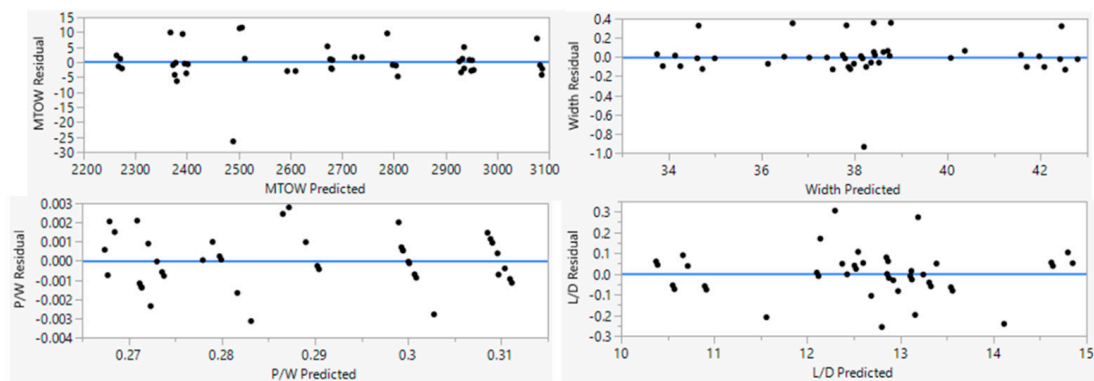 MTOW Residual
15
10
5
0
-5
-10
-15
-20
-25
-30
2200 2300 2400 2500 2600 2700 2800 2900 3000 3100
MTOW Predicted
Width Residual
0.4
0.2
0.0
-0.2
-0.4
-0.6
-0.8
-1.0
34 36 38 40 42
Width Predicted
P/W Residual
0.003
0.002
0.001
0.000
-0.001
-0.002
-0.003
-0.004
0.27 0.28 0.29 0.3 0.31
P/W Predicted
L/D Residual
0.3
0.2
0.1
0.0
-0.1
-0.2
-0.3
10 11 12 13 14 15
L/D Predicted